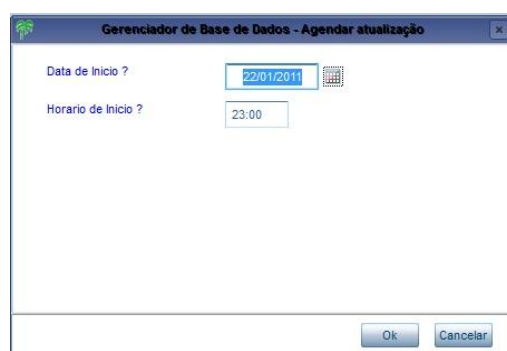 Gerenciador de Base de Dados - Agendar atualização
Data de Inicio ?
22/01/2011
Horario de Inicio ?
23:00
Ok
Cancelar